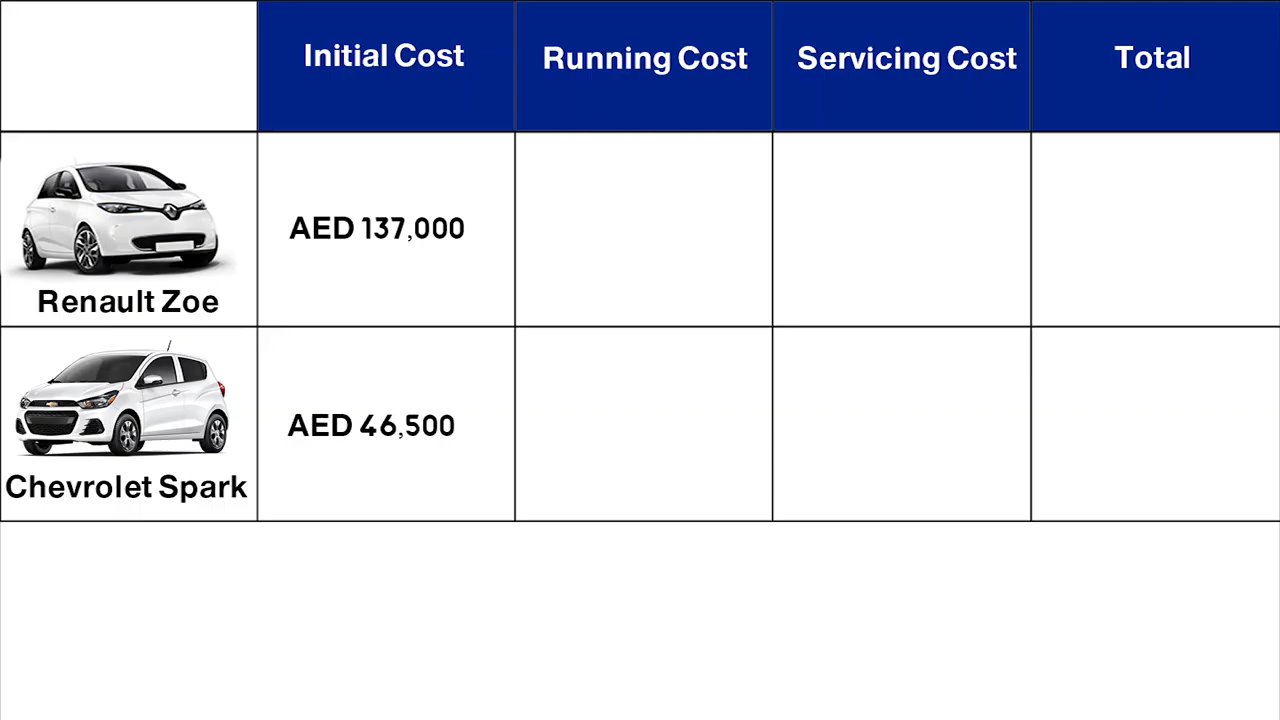 Initial Cost
Running Cost
Servicing Cost
Total
AED 137,000
Renault Zoe
AED 46,500
Chevrolet Spark